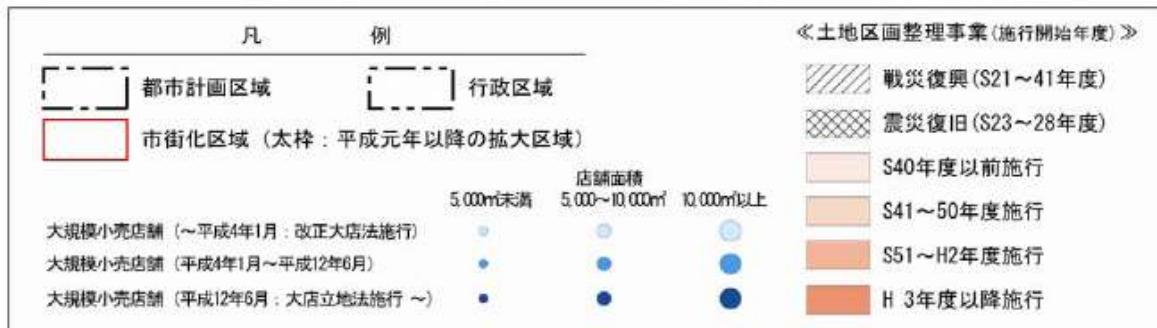 凡　例
都市計画区域
行政区域
市街化区域（太枠：平成元年以降の拡大区域）
店舗面積
5,000㎡未満　5,000～10,000㎡　10,000㎡以上
大規模小売店舗（～平成4年1月：改正大店法施行）
大規模小売店舗（平成4年1月～平成12年6月）
大規模小売店舗（平成12年6月：大店立地法施行 ～）
≪土地区画整理事業(施行開始年度)≫
戦災復興(S21～41年度)
震災復旧(S23～28年度)
S40年度以前施行
S41～50年度施行
S51～H2年度施行
H 3年度以降施行